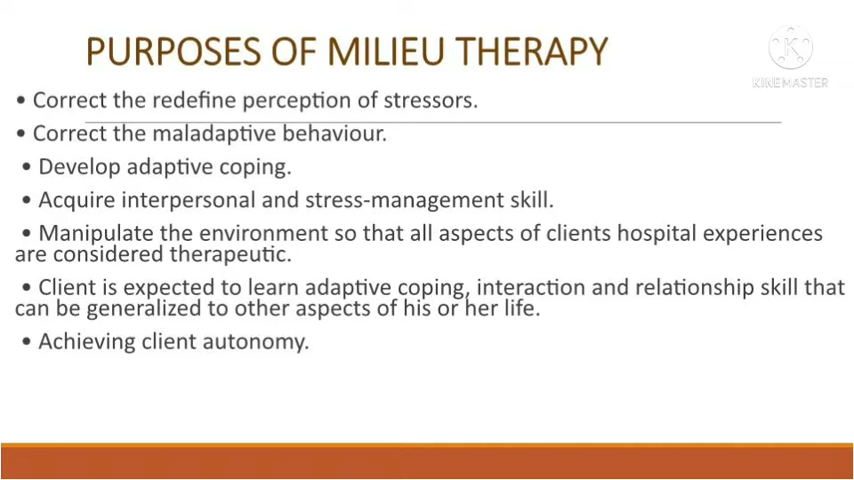 PURPOSES OF MILIEU THERAPY
K
KINEMASTER
• Correct the redefine perception of stressors.
• Correct the maladaptive behaviour.
• Develop adaptive coping.
• Acquire interpersonal and stress-management skill.
• Manipulate the environment so that all aspects of clients hospital experiences
are considered therapeutic.
• Client is expected to learn adaptive coping, interaction and relationship skill that
can be generalized to other aspects of his or her life.
• Achieving client autonomy.